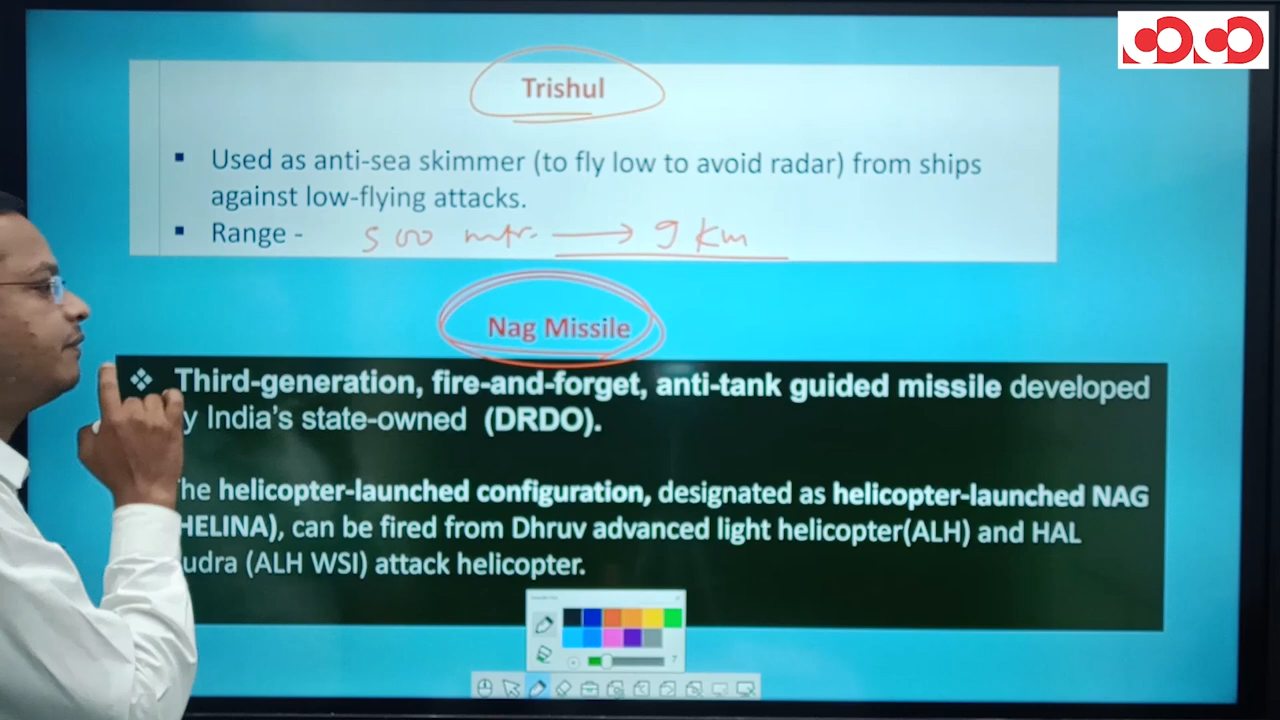 Trishul
▪ Used as anti-sea skimmer (to fly low to avoid radar) from ships
against low-flying attacks.
▪ Range - 500 mtr. → 9 Km
Nag Missile
❖ Third-generation, fire-and-forget, anti-tank guided missile developed
y India's state-owned (DRDO).
he helicopter-launched configuration, designated as helicopter-launched NAG
HELINA), can be fired from Dhruv advanced light helicopter(ALH) and HAL
udra (ALH WSI) attack helicopter.
7